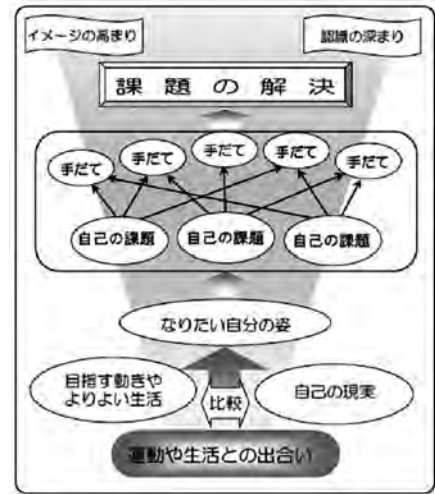 イメージの高まり
認識の深まり
課題の解決
手だて
手だて
手だて
手だて
手だて
自己の課題
自己の課題
自己の課題
なりたい自分の姿
目指す動きや
よりよい生活
比較
自己の現実
運動や生活との出合い